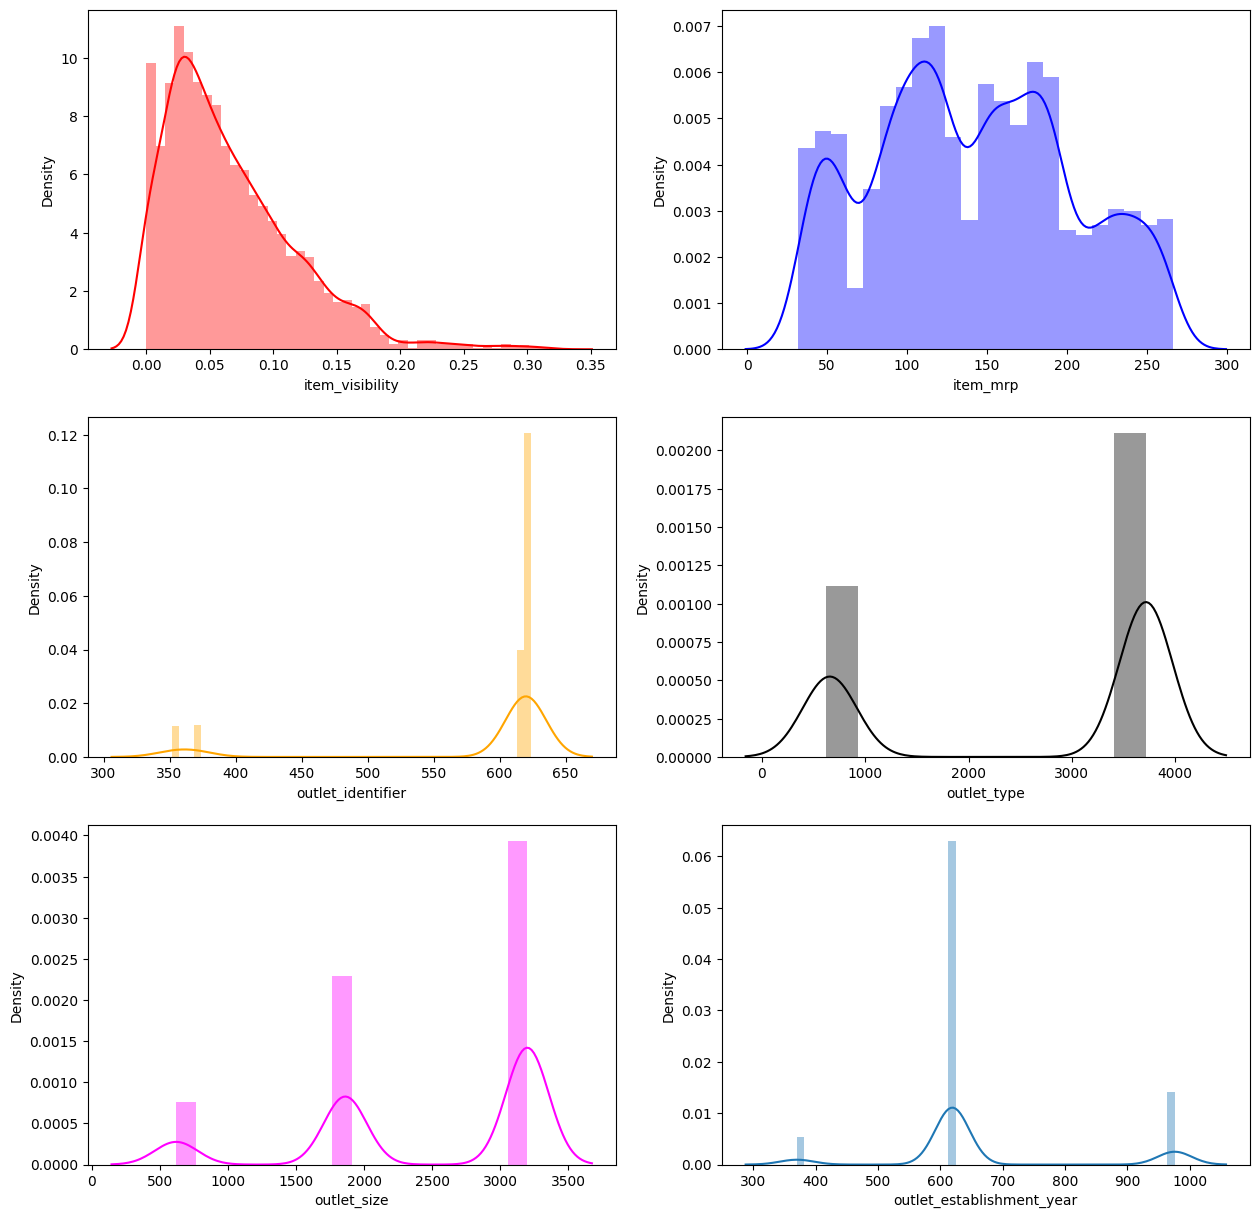 10
8
6
4
2
0
Density
0.00 0.05 0.10 0.15 0.20 0.25 0.30 0.35
item_visibility
0.007
0.006
0.005
0.004
0.003
0.002
0.001
0.000
Density
0 50 100 150 200 250 300
item_mrp
0.12
0.10
0.08
0.06
0.04
0.02
0.00
Density
300 350 400 450 500 550 600 650
outlet_identifier
0.00200
0.00175
0.00150
0.00125
0.00100
0.00075
0.00050
0.00025
0.00000
Density
0 1000 2000 3000 4000
outlet_type
0.0040
0.0035
0.0030
0.0025
0.0020
0.0015
0.0010
0.0005
0.0000
Density
0 500 1000 1500 2000 2500 3000 3500
outlet_size
0.06
0.05
0.04
0.03
0.02
0.01
0.00
Density
300 400 500 600 700 800 900 1000
outlet_establishment_year